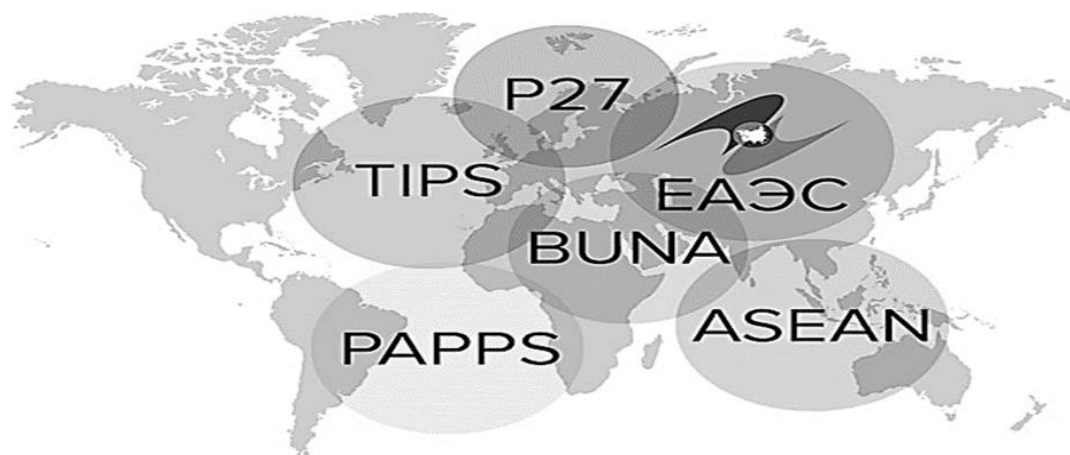 P27
TIPS
ЕАЭС
BUNA
PAPPS
ASEAN